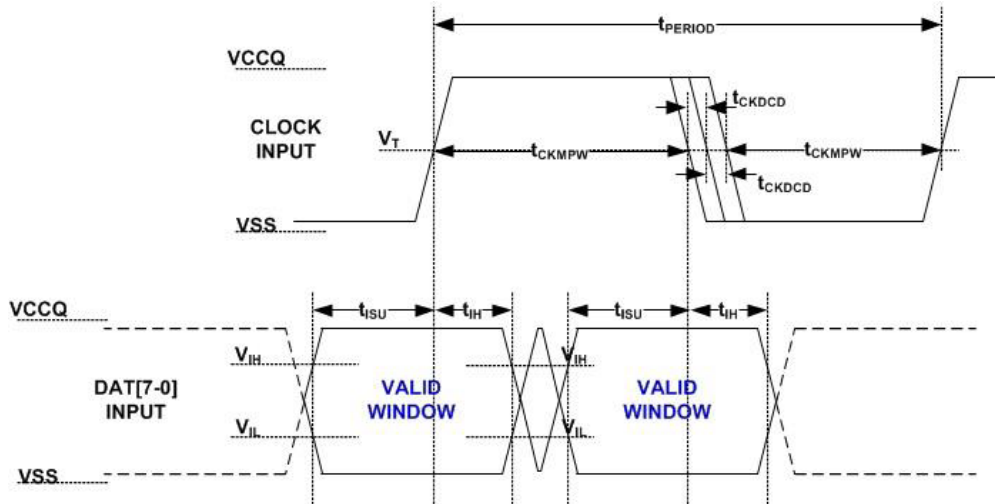 tPERIOD
VCCQ
tCKDCD
CLOCK
INPUT
VT
tCKMPW
tCKMPW
tCKDCD
VSS
VCCQ
tISU
tIH
tISU
tIH
VIH
VIH
DAT[7-0]
INPUT
VALID
WINDOW
VALID
WINDOW
VIL
VIL
VSS